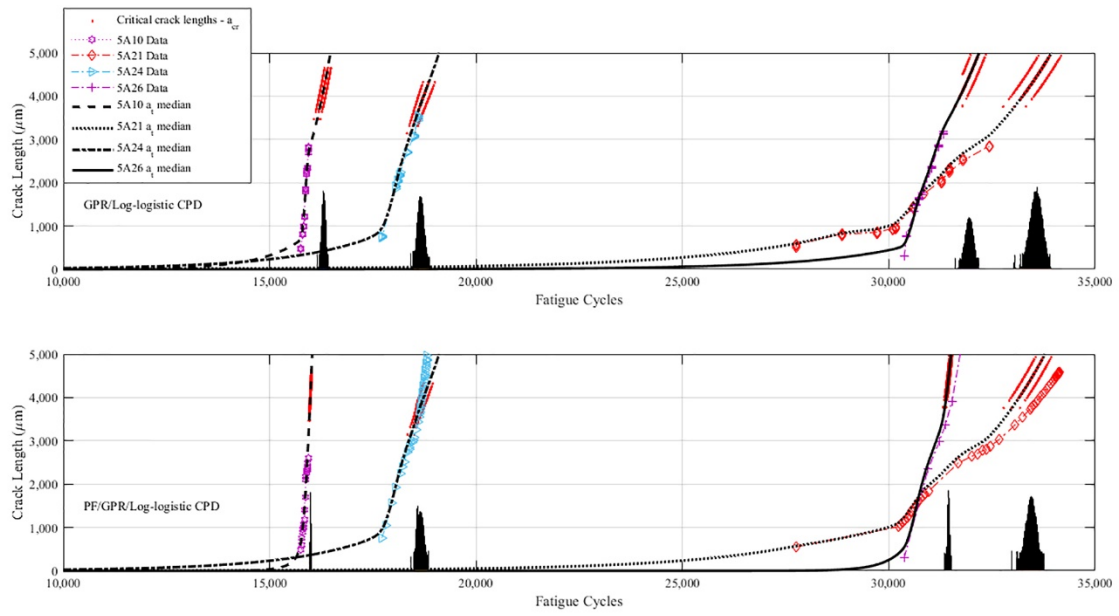 Critical crack lengths - a_cr
5A10 Data
5A21 Data
5A24 Data
5A26 Data
5A10 a_t median
5A21 a_t median
5A24 a_t median
5A26 a_t median
GPR/Log-logistic CPD
Crack Length (μm)
5,000
4,000
3,000
2,000
1,000
0
10,000 15,000 20,000 25,000 30,000 35,000
Fatigue Cycles
PF/GPR/Log-logistic CPD
Crack Length (μm)
5,000
4,000
3,000
2,000
1,000
0
10,000 15,000 20,000 25,000 30,000 35,000
Fatigue Cycles